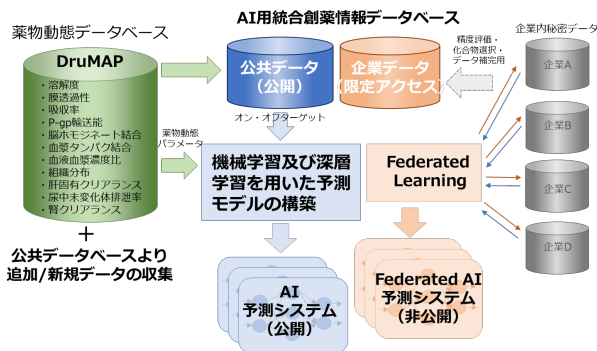 薬物動態データベース
DruMAP
・溶解度
・膜透過性
・吸収率
・P-gp輸送能
・脳ホモジネート結合
・血漿タンパク結合
・血液血漿濃度比
・組織分布
・肝固有クリアランス
・尿中未変化体排泄率
・腎クリアランス
+
公共データベースより
追加/新規データの収集
AI用統合創薬情報データベース
公共データ
（公開）
企業データ
（限定アクセス）
オン・オフターゲット
薬物動態
パラメータ
機械学習及び深層
学習を用いた予測
モデルの構築
Federated
Learning
AI
予測システム
（公開）
Federated AI
予測システム
（非公開）
精度評価・
化合物選択・
データ補完用
企業内秘密データ
企業A
企業B
企業C
企業D